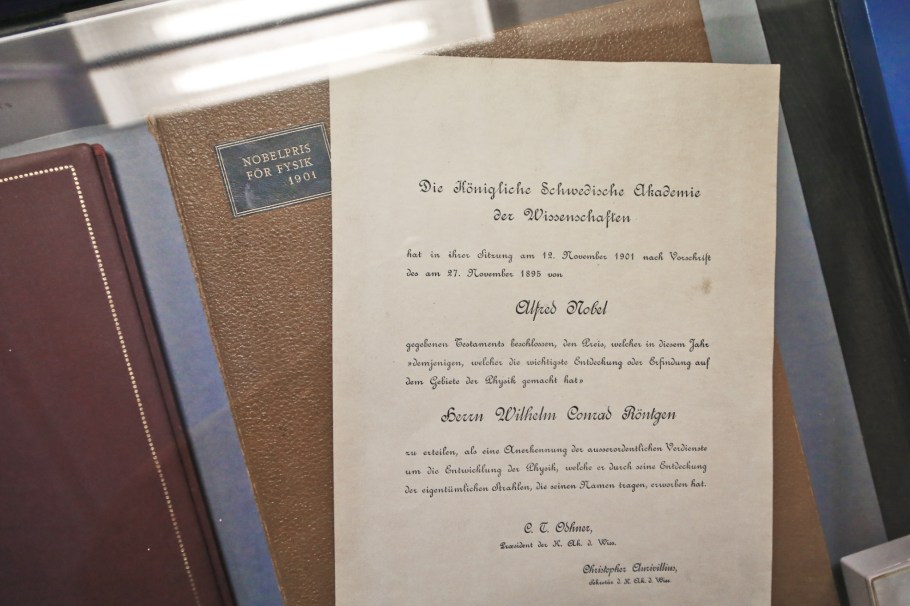 NOBELPRIS
FÖR FYSIK
1901
Die Königliche Schwedische Akademie
der Wissenschaften
hat in ihrer Sitzung am 12. November 1901 nach Vorschrift
des am 27. November 1895 von
Alfred Nobel
gegebenen Testaments beschlossen, den Preis, welcher in diesem Jahr
»demjenigen, welcher die wichtigste Entdeckung oder Erfindung auf
dem Gebiete der Physik gemacht hat»
Herrn Wilhelm Conrad Röntgen
zu erteilen, als eine Anerkennung der ausserordentlichen Verdienste
um die Entwicklung der Physik, welche er durch seine Entdeckung
der eigentümlichen Strahlen, die seinen Namen tragen, erworben hat.
C. T. Odhner,
Præsident der K. Ak. d. Wiss.
Christopher Aurivillius,
Sekretär d. K. Ak. d. Wiss.